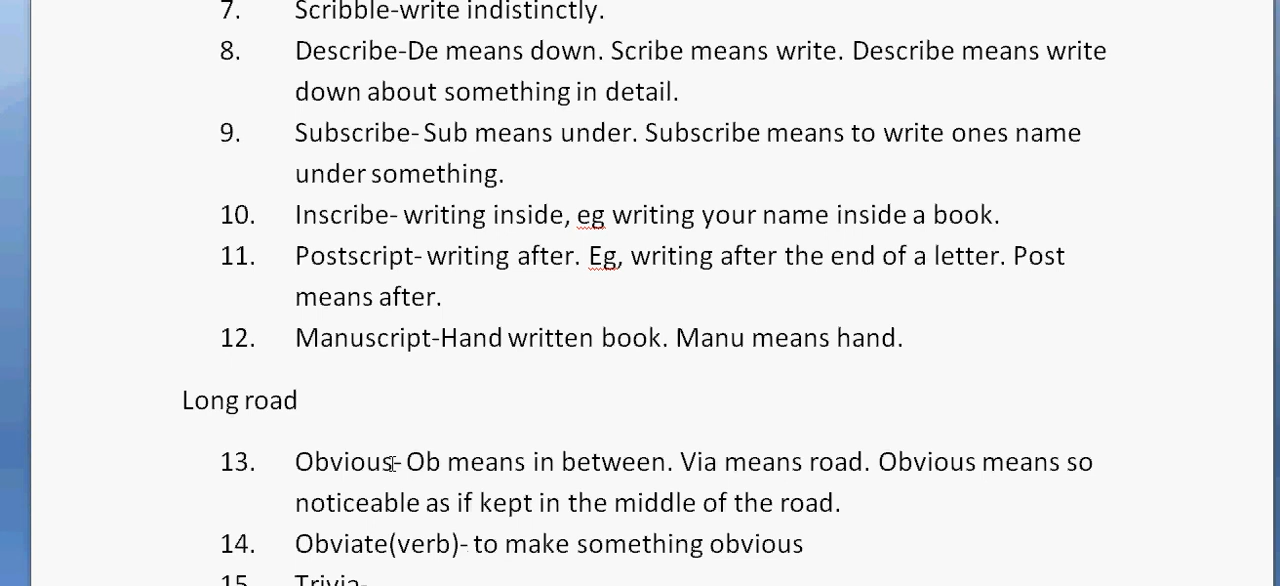 7. Scribble-write indistinctly.
8. Describe-De means down. Scribe means write. Describe means write
down about something in detail.
9. Subscribe- Sub means under. Subscribe means to write ones name
under something.
10. Inscribe- writing inside, eg writing your name inside a book.
11. Postscript- writing after. Eg, writing after the end of a letter. Post
means after.
12. Manuscript-Hand written book. Manu means hand.
Long road
13. Obvious- Ob means in between. Via means road. Obvious means so
noticeable as if kept in the middle of the road.
14. Obviate(verb)- to make something obvious
15. Trivia-